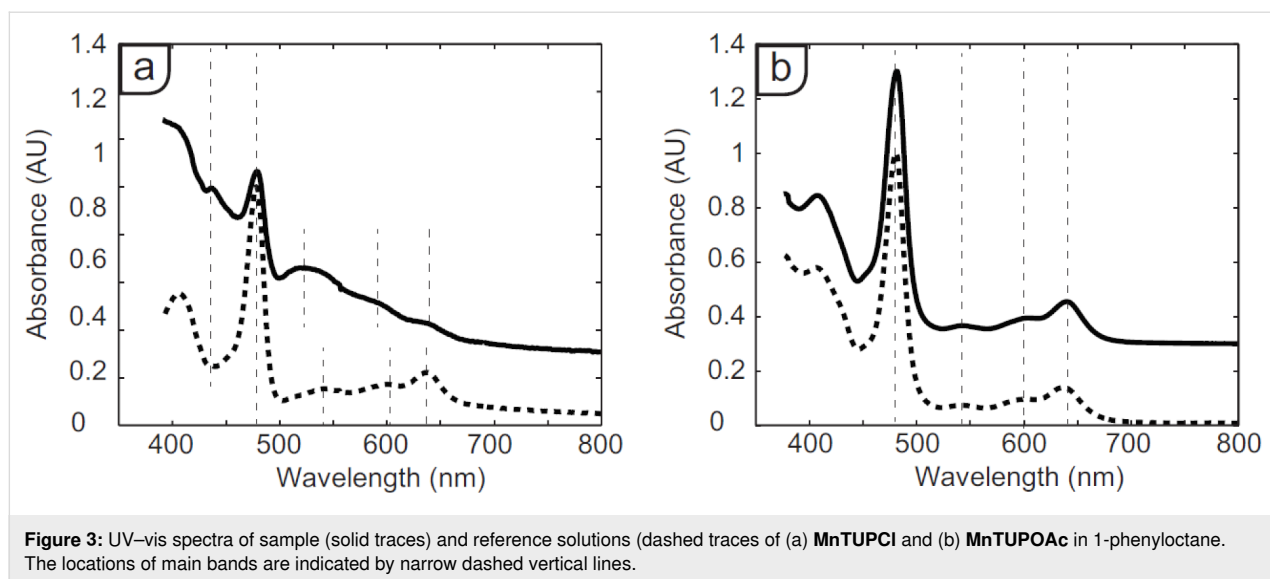 a
1.4
1.2
1
0.8
0.6
0.4
0.2
0
Absorbance (AU)
400 500 600 700 800
Wavelength (nm)
b
1.4
1.2
1
0.8
0.6
0.4
0.2
0
Absorbance (AU)
400 500 600 700 800
Wavelength (nm)
Figure 3: UV–vis spectra of sample (solid traces) and reference solutions (dashed traces of (a) MnTUPCl and (b) MnTUPOAc in 1-phenyloctane.
The locations of main bands are indicated by narrow dashed vertical lines.